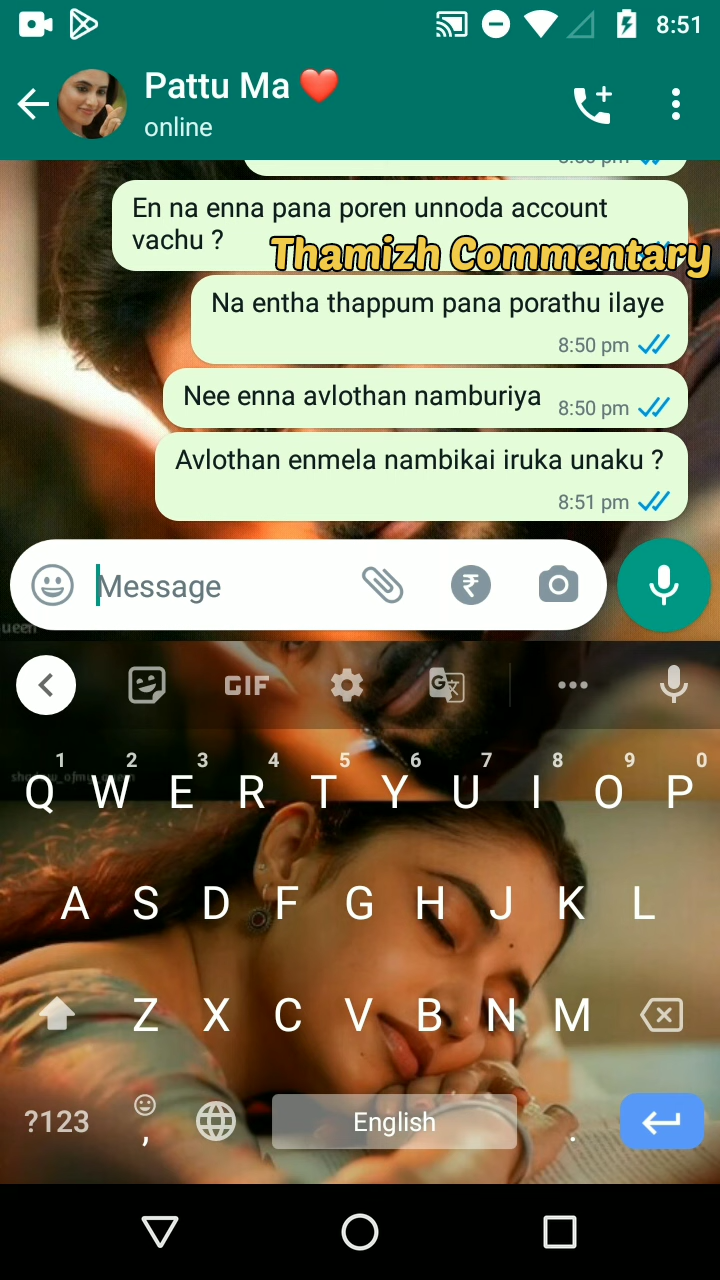 8:51
Pattu Ma ❤️
online
En na enna pana poren unnoda account
vachu ?
Thamizh Commentary
Na entha thappum pana porathu ilaye
8:50 pm
Nee enna avlothan namburiya 8:50 pm
Avlothan enmela nambikai iruka unaku ?
8:51 pm
Message
ueen
GIF
G
1 2 3 4 5 6 7 8 9 0
Q W E R T Y U I O P
A S D F G H J K L
Z X C V B N M
?123 , English .